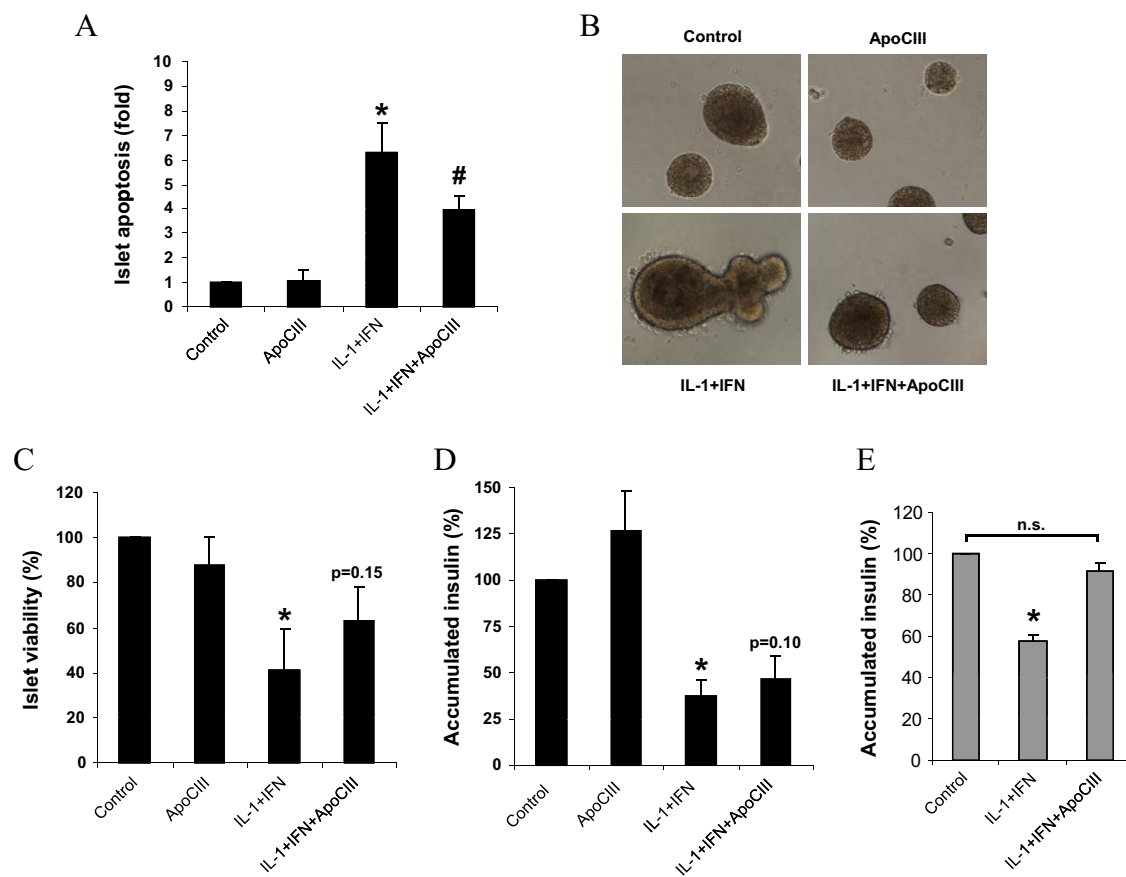 A
Islet apoptosis (fold)
10
9
8
7
6
5
4
3
2
1
0
*
#
Control
ApoCIII
IL-1+IFN
IL-1+IFN+ApoCIII
B
Control
ApoCIII
IL-1+IFN
IL-1+IFN+ApoCIII
C
Islet viability (%)
120
100
80
60
40
20
0
*
p=0.15
Control
ApoCIII
IL-1+IFN
IL-1+IFN+ApoCIII
D
Accumulated insulin (%)
150
125
100
75
50
25
0
*
p=0.10
Control
ApoCIII
IL-1+IFN
IL-1+IFN+ApoCIII
E
Accumulated insulin (%)
120
100
80
60
40
20
0
n.s.
*
Control
IL-1+IFN
IL-1+IFN+ApoCIII